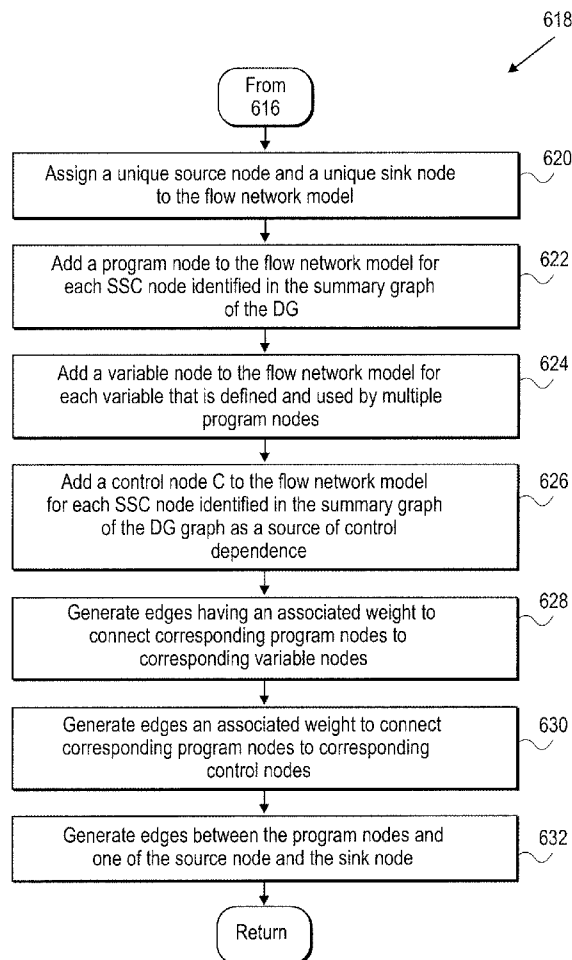 618
From
616
Assign a unique source node and a unique sink node
to the flow network model
620
Add a program node to the flow network model for
each SSC node identified in the summary graph
of the DG
622
Add a variable node to the flow network model for
each variable that is defined and used by multiple
program nodes
624
Add a control node C to the flow network model
for each SSC node identified in the summary graph
of the DG graph as a source of control
dependence
626
Generate edges having an associated weight to
connect corresponding program nodes to
corresponding variable nodes
628
Generate edges an associated weight to connect
corresponding program nodes to corresponding
control nodes
630
Generate edges between the program nodes and
one of the source node and the sink node
632
Return